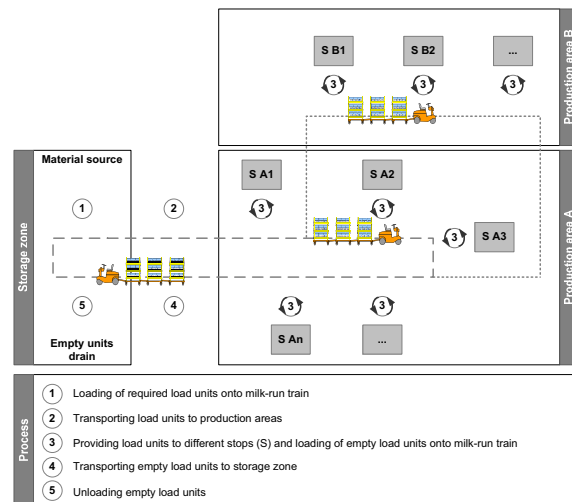 Production area B
S B1
S B2
...
3
3
3
Storage zone
Material source
1
2
5
4
Empty units
drain
Production area A
S A1
S A2
3
3
3
S A3
3
3
S An
...
Process
1 Loading of required load units onto milk-run train
2 Transporting load units to production areas
3 Providing load units to different stops (S) and loading of empty load units onto milk-run train
4 Transporting empty load units to storage zone
5 Unloading empty load units